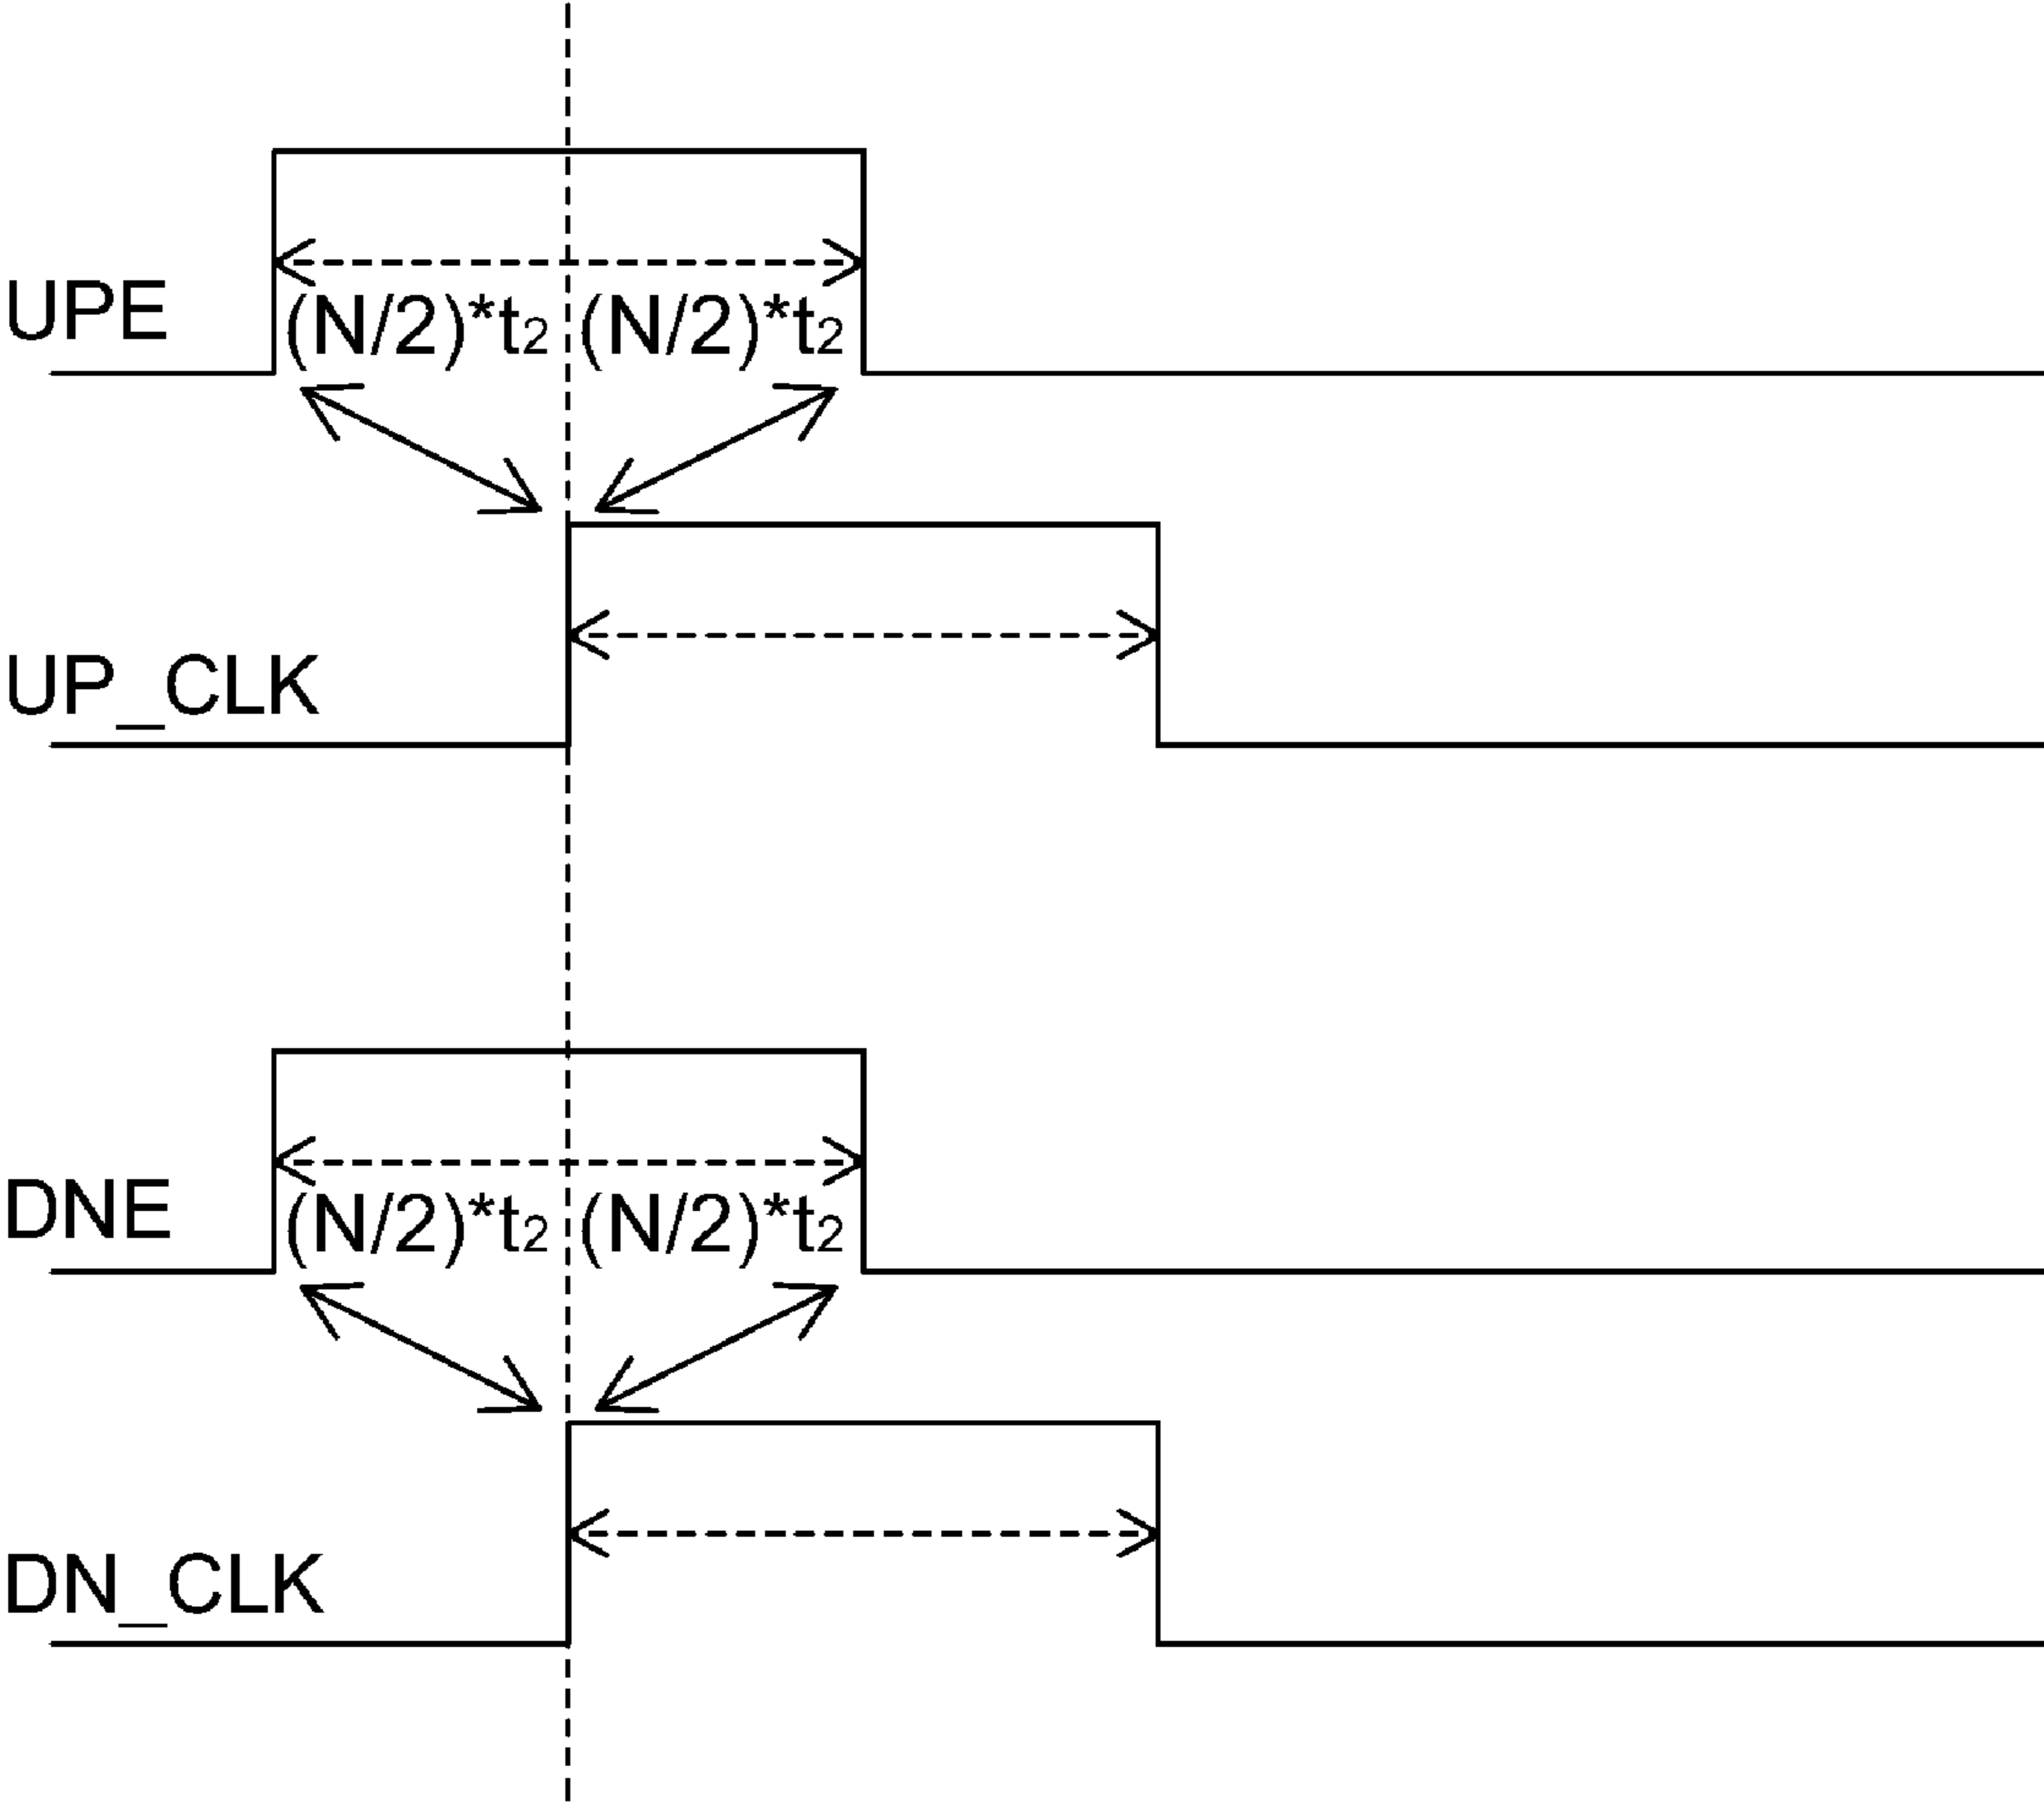 UPE
(N/2)*t₂ (N/2)*t₂
UP_CLK
DNE
(N/2)*t₂ (N/2)*t₂
DN_CLK